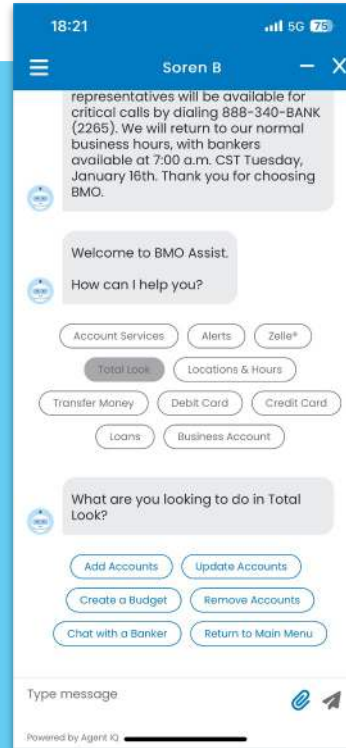 18:21
5G 75
Soren B
representatives will be available for
critical calls by dialing 888-340-BANK
(2265). We will return to our normal
business hours, with bankers
available at 7:00 a.m. CST Tuesday,
January 16th. Thank you for choosing
BMO.
Welcome to BMO Assist.
How can I help you?
Account Services Alerts Zelle®
Total Look Locations & Hours
Transfer Money Debit Card Credit Card
Loans Business Account
What are you looking to do in Total
Look?
Add Accounts Update Accounts
Create a Budget Remove Accounts
Chat with a Banker Return to Main Menu
Type message
Powered by Agent IQ